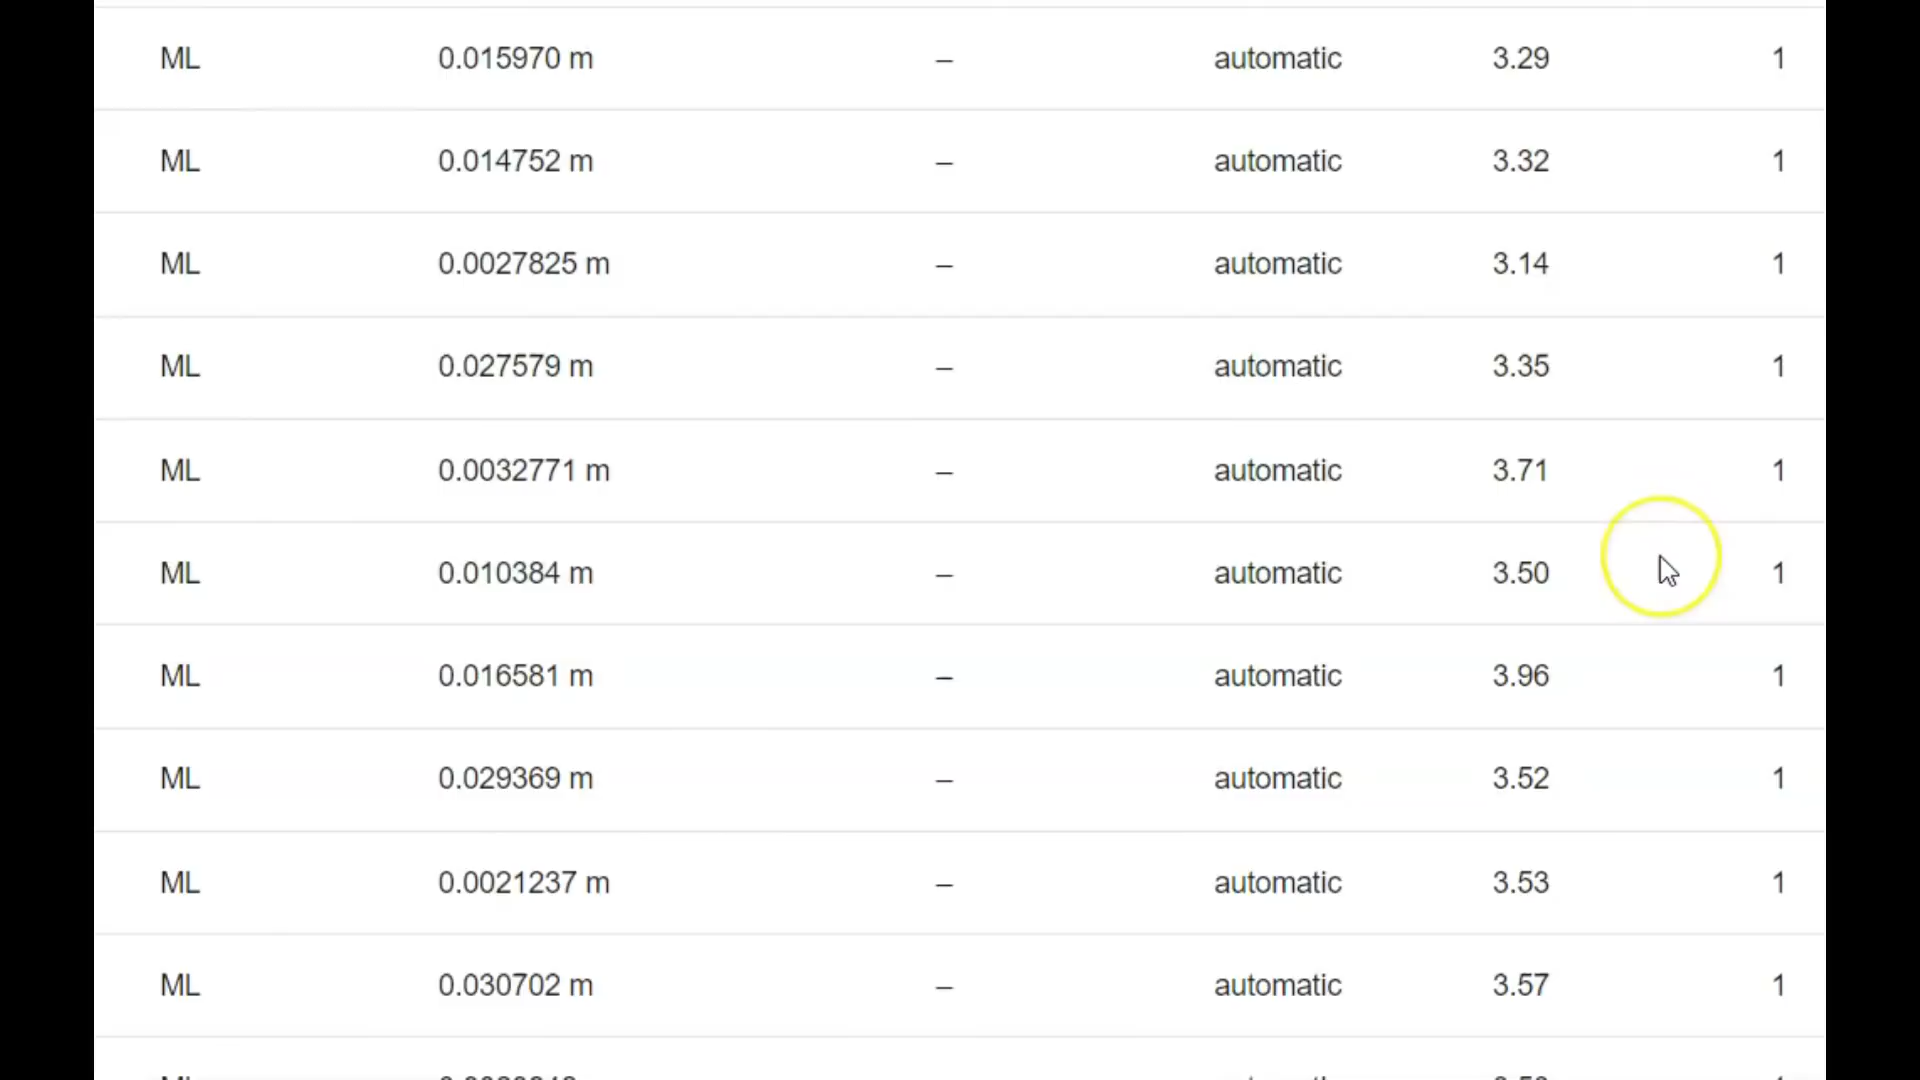 ML 0.015970 m – automatic 3.29 1
ML 0.014752 m – automatic 3.32 1
ML 0.0027825 m – automatic 3.14 1
ML 0.027579 m – automatic 3.35 1
ML 0.0032771 m – automatic 3.71 1
ML 0.010384 m – automatic 3.50 1
ML 0.016581 m – automatic 3.96 1
ML 0.029369 m – automatic 3.52 1
ML 0.0021237 m – automatic 3.53 1
ML 0.030702 m – automatic 3.57 1